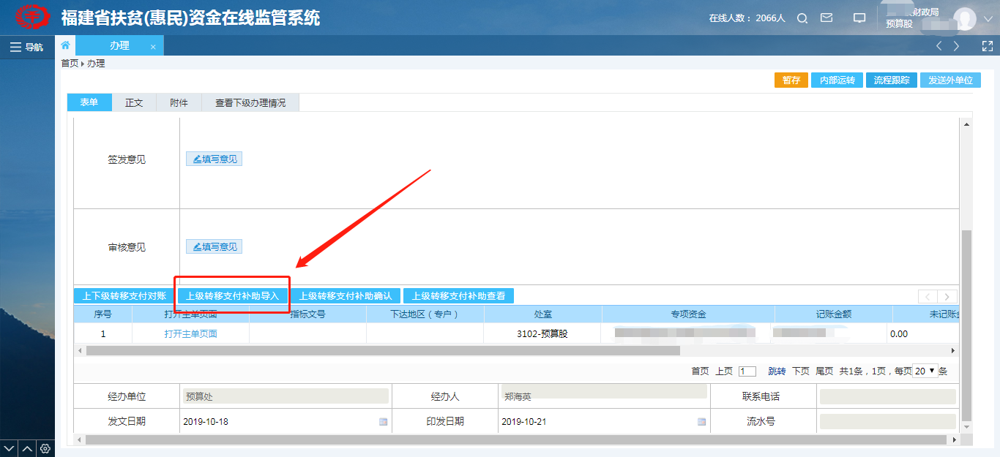 福建省扶贫(惠民)资金在线监管系统
在线人数： 2066人
财政局
预算股
导航
办理 ×
首页 办理
暂存 内部运转 流程跟踪 发送外单位
表单 正文 附件 查看下级办理情况
签发意见 填写意见
审核意见 填写意见
上下级转移支付对账 上级转移支付补助导入 上级转移支付补助确认 上级转移支付补助查看
序号 打开主单页面 指标文号 下达地区（专户） 处室 专项资金 记账金额 未记账金
1 打开主单页面 3102-预算股 0.00
首页 上页 1 跳转 下页 尾页 共1条，1页，每页 20 条
经办单位 预算处 经办人 郑海英 联系电话
发文日期 2019-10-18 印发日期 2019-10-21 流水号